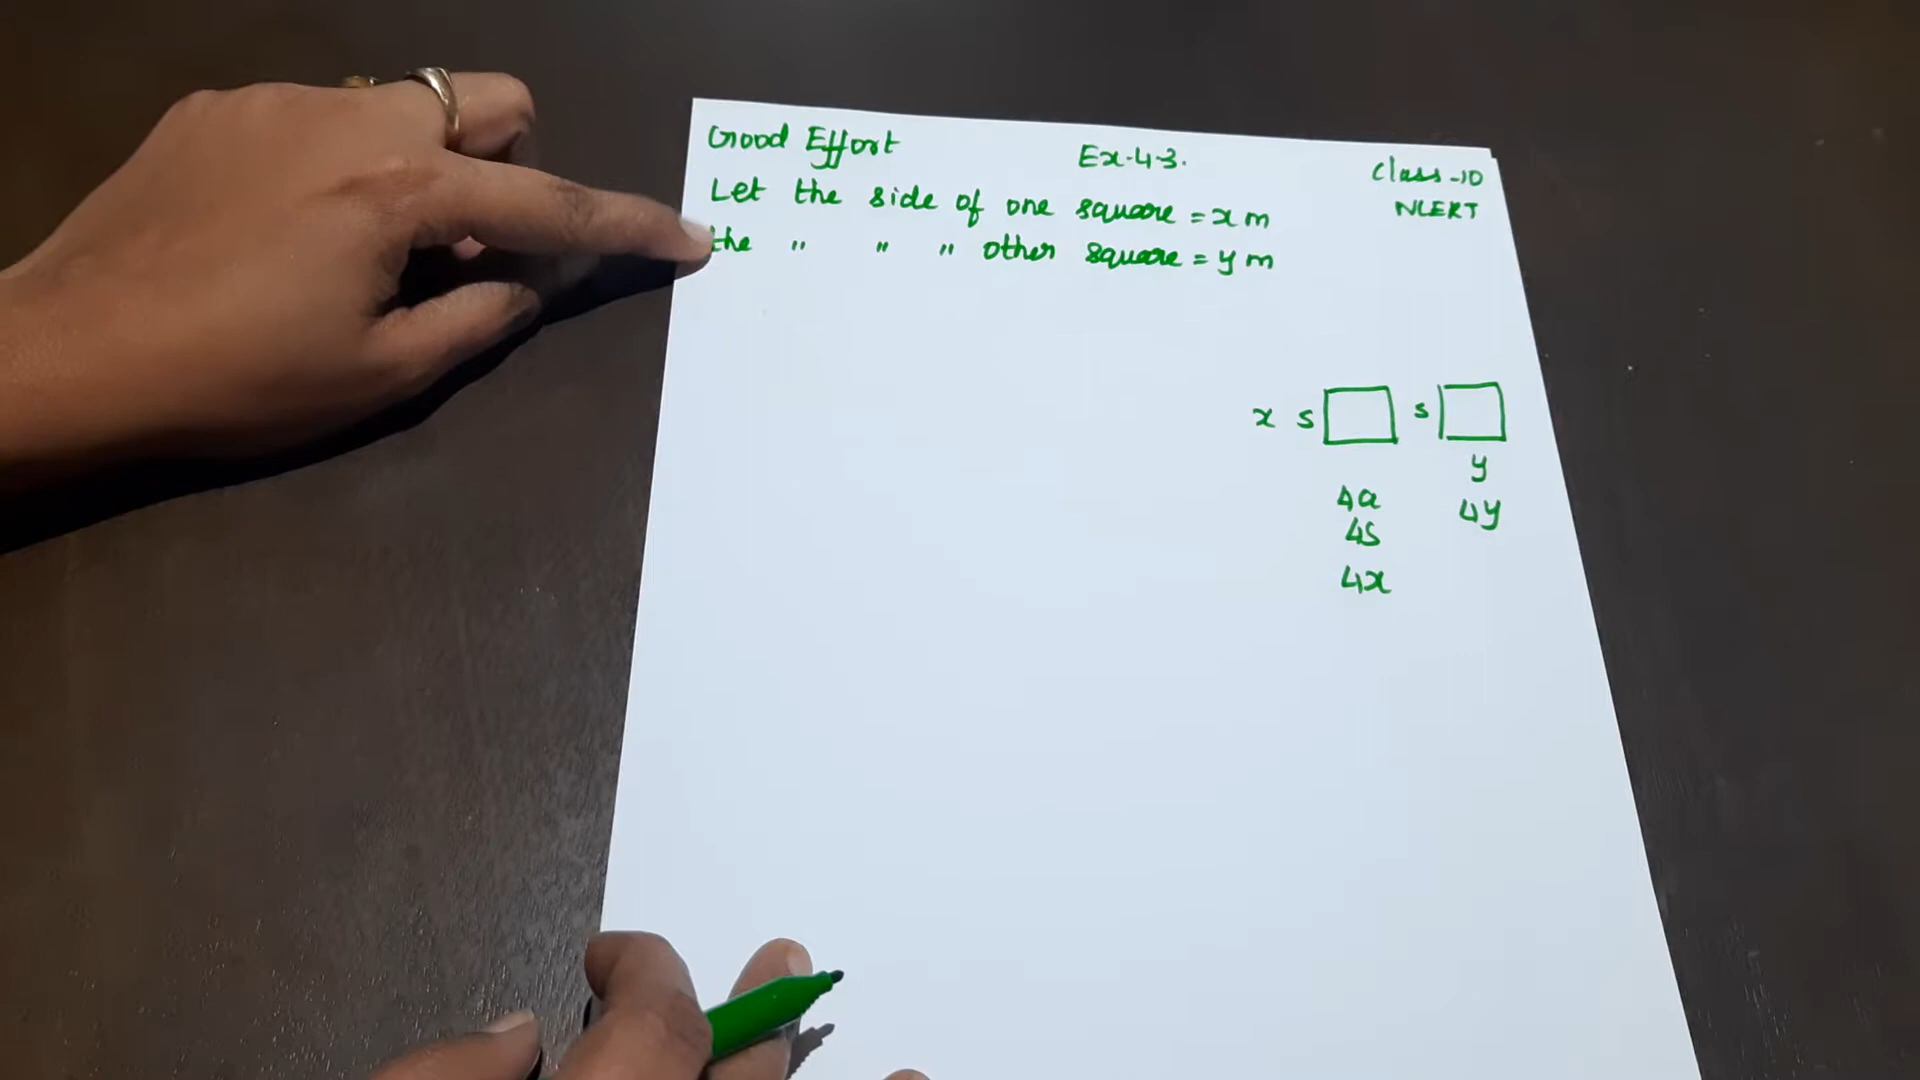 Good Effort
Ex-4.3.
Class-10
NCERT
Let the side of one square = x m
the " " " other square = y m
x s s
y
4a 4y
4s
4x